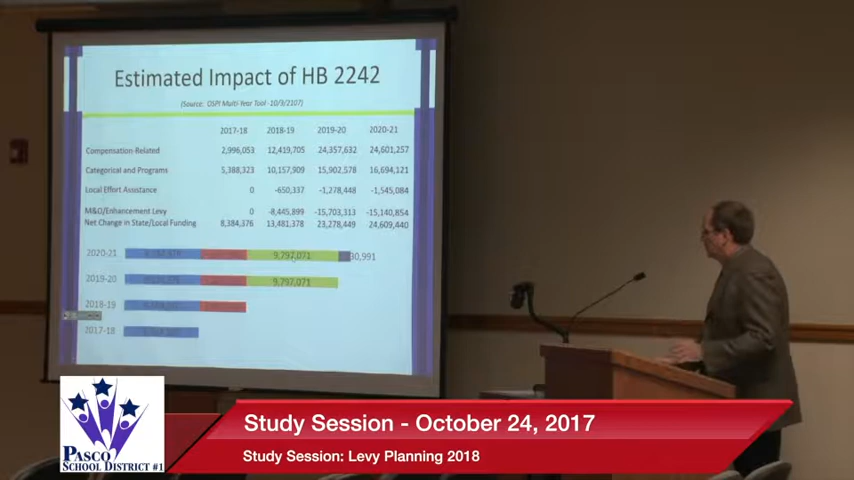 Estimated Impact of HB 2242
(Source: OSPI Multi-Year Tool -10/3/2107)
2017-18 2018-19 2019-20 2020-21
Compensation-Related 2,996,053 12,419,705 24,357,632 24,601,257
Categorical and Programs 5,388,323 10,157,909 15,902,578 16,694,121
Local Effort Assistance 0 -650,337 -1,278,448 -1,545,084
M&O/Enhancement Levy 0 -8,445,899 -15,703,313 -15,140,854
Net Change in State/Local Funding 8,384,376 13,481,378 23,278,449 24,609,440
2020-21 9,797,071 30,991
2019-20 9,797,071
2018-19
2017-18
PASCO
SCHOOL DISTRICT #1
Study Session - October 24, 2017
Study Session: Levy Planning 2018